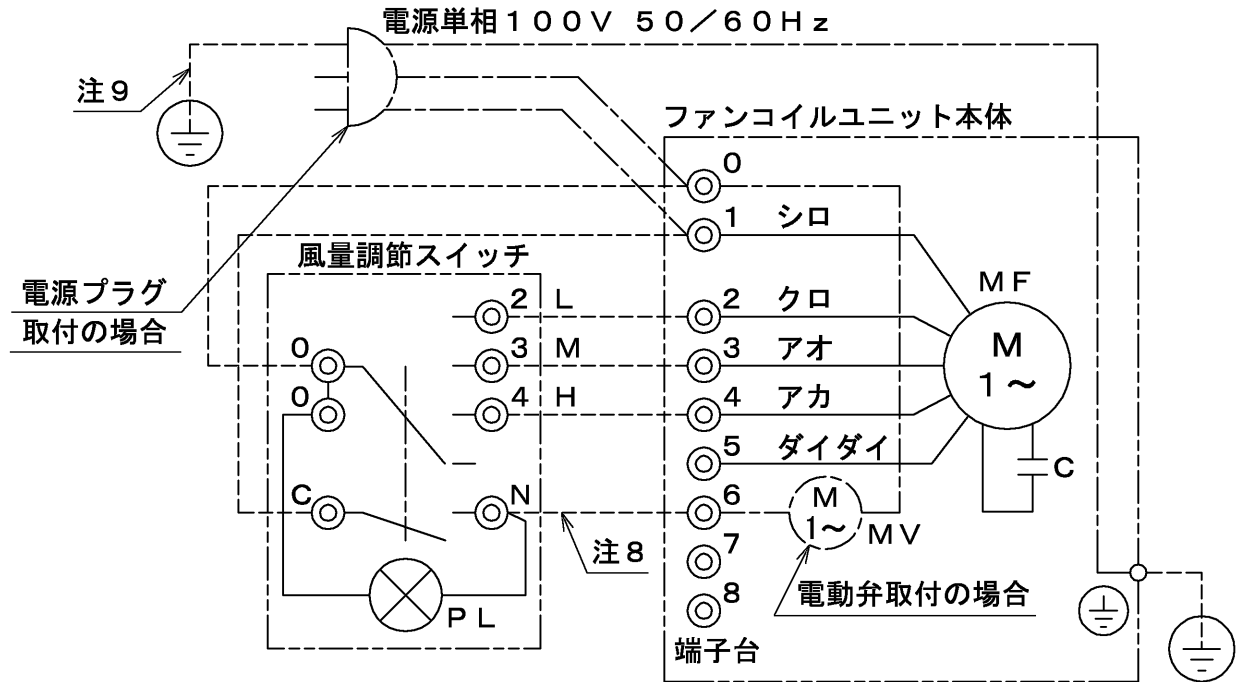 電源単相１００Ｖ ５０／６０Ｈｚ
注９
ファンコイルユニット本体
0
1 シロ
風量調節スイッチ
電源プラグ
取付の場合
2 L
3 M
4 H
0
0
C
N
PL
注８
2 クロ
3 アオ
4 アカ
5 ダイダイ
6
7
8
端子台
MF
M
1～
C
M
1～
MV
電動弁取付の場合